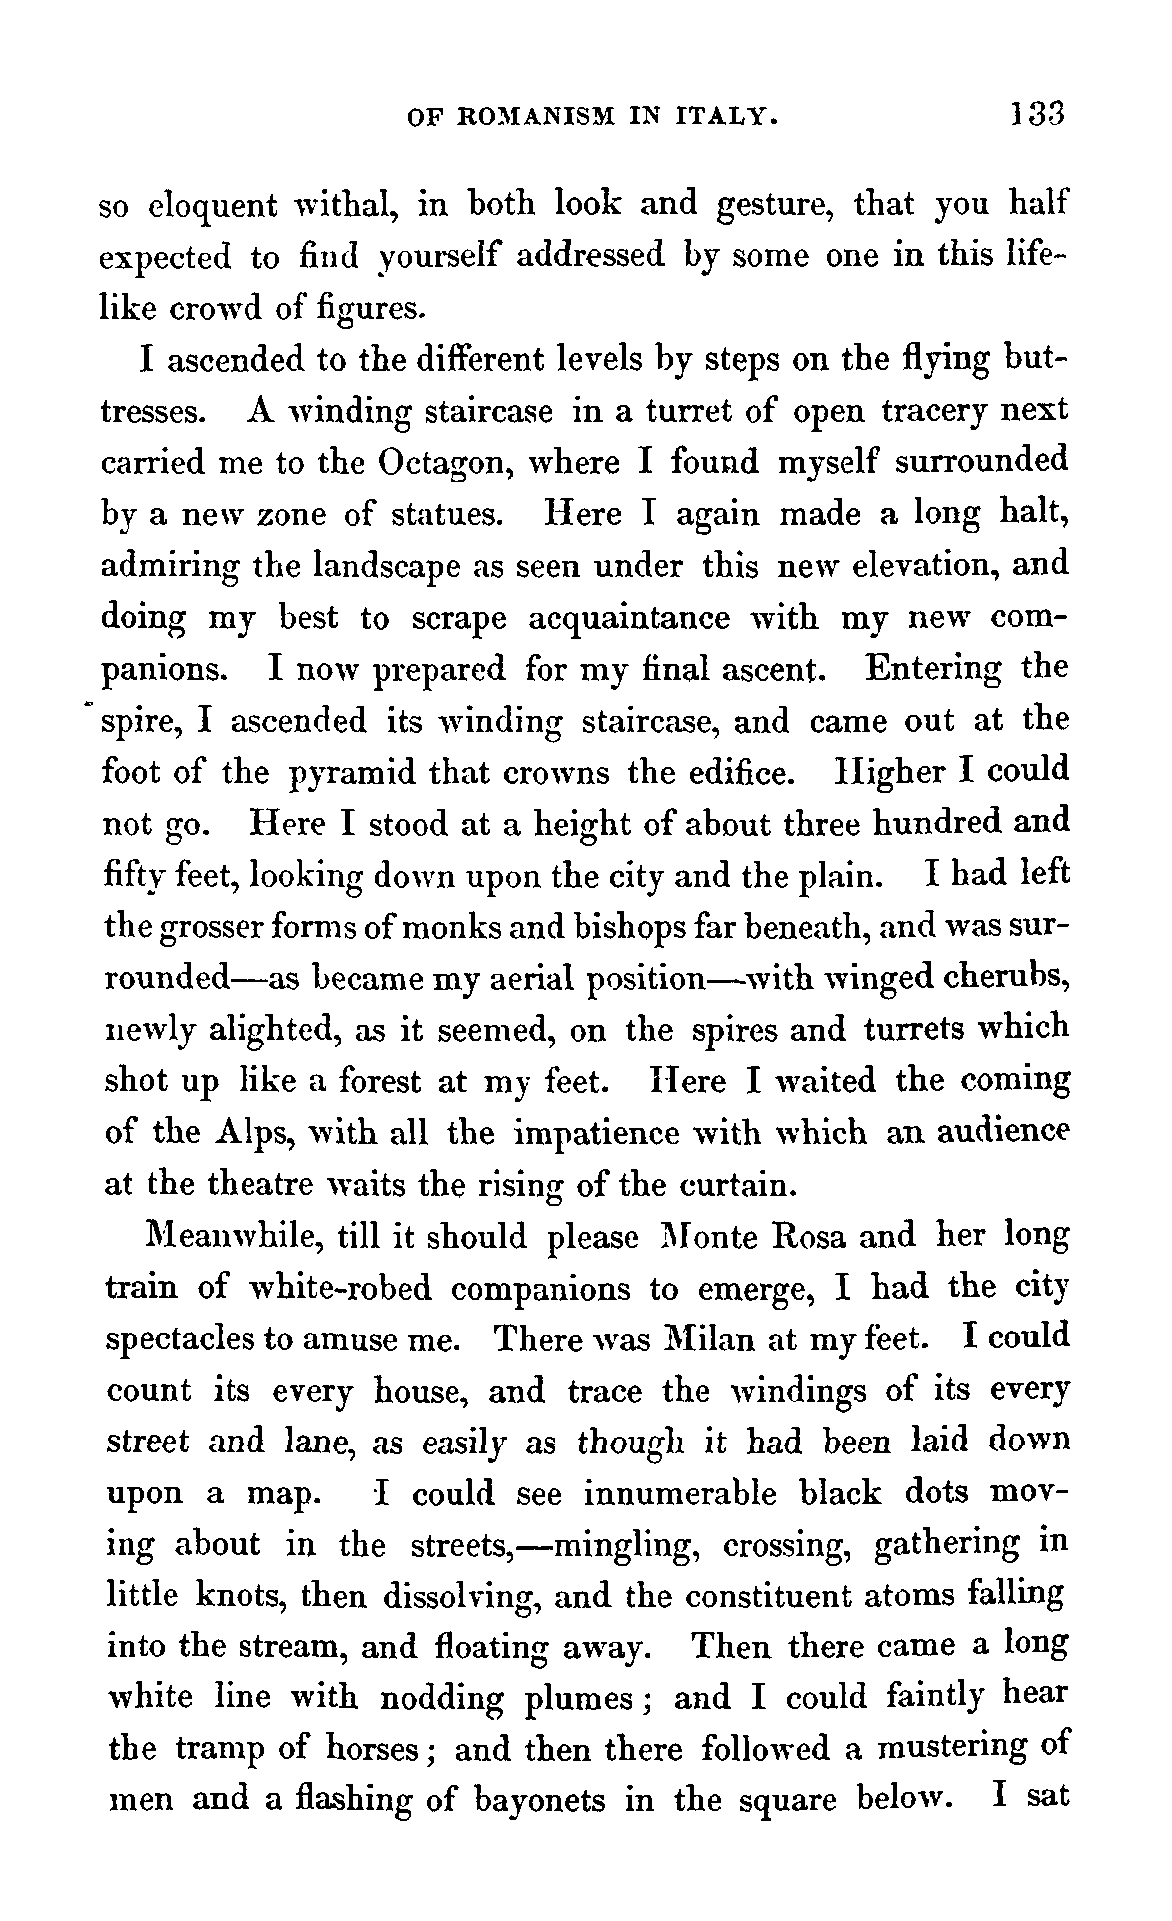 OF ROMANISM IN ITALY. 133
so eloquent withal, in both look and gesture, that you half
expected to find yourself addressed by some one in this life-
like crowd of figures.
I ascended to the different levels by steps on the flying but-
tresses. A winding staircase in a turret of open tracery next
carried me to the Octagon, where I found myself surrounded
by a new zone of statues. Here I again made a long halt,
admiring the landscape as seen under this new elevation, and
doing my best to scrape acquaintance with my new com-
panions. I now prepared for my final ascent. Entering the
spire, I ascended its winding staircase, and came out at the
foot of the pyramid that crowns the edifice. Higher I could
not go. Here I stood at a height of about three hundred and
fifty feet, looking down upon the city and the plain. I had left
the grosser forms of monks and bishops far beneath, and was sur-
rounded—as became my aerial position—with winged cherubs,
newly alighted, as it seemed, on the spires and turrets which
shot up like a forest at my feet. Here I waited the coming
of the Alps, with all the impatience with which an audience
at the theatre waits the rising of the curtain.
Meanwhile, till it should please Monte Rosa and her long
train of white-robed companions to emerge, I had the city
spectacles to amuse me. There was Milan at my feet. I could
count its every house, and trace the windings of its every
street and lane, as easily as though it had been laid down
upon a map. I could see innumerable black dots mov-
ing about in the streets,—mingling, crossing, gathering in
little knots, then dissolving, and the constituent atoms falling
into the stream, and floating away. Then there came a long
white line with nodding plumes; and I could faintly hear
the tramp of horses; and then there followed a mustering of
men and a flashing of bayonets in the square below. I sat